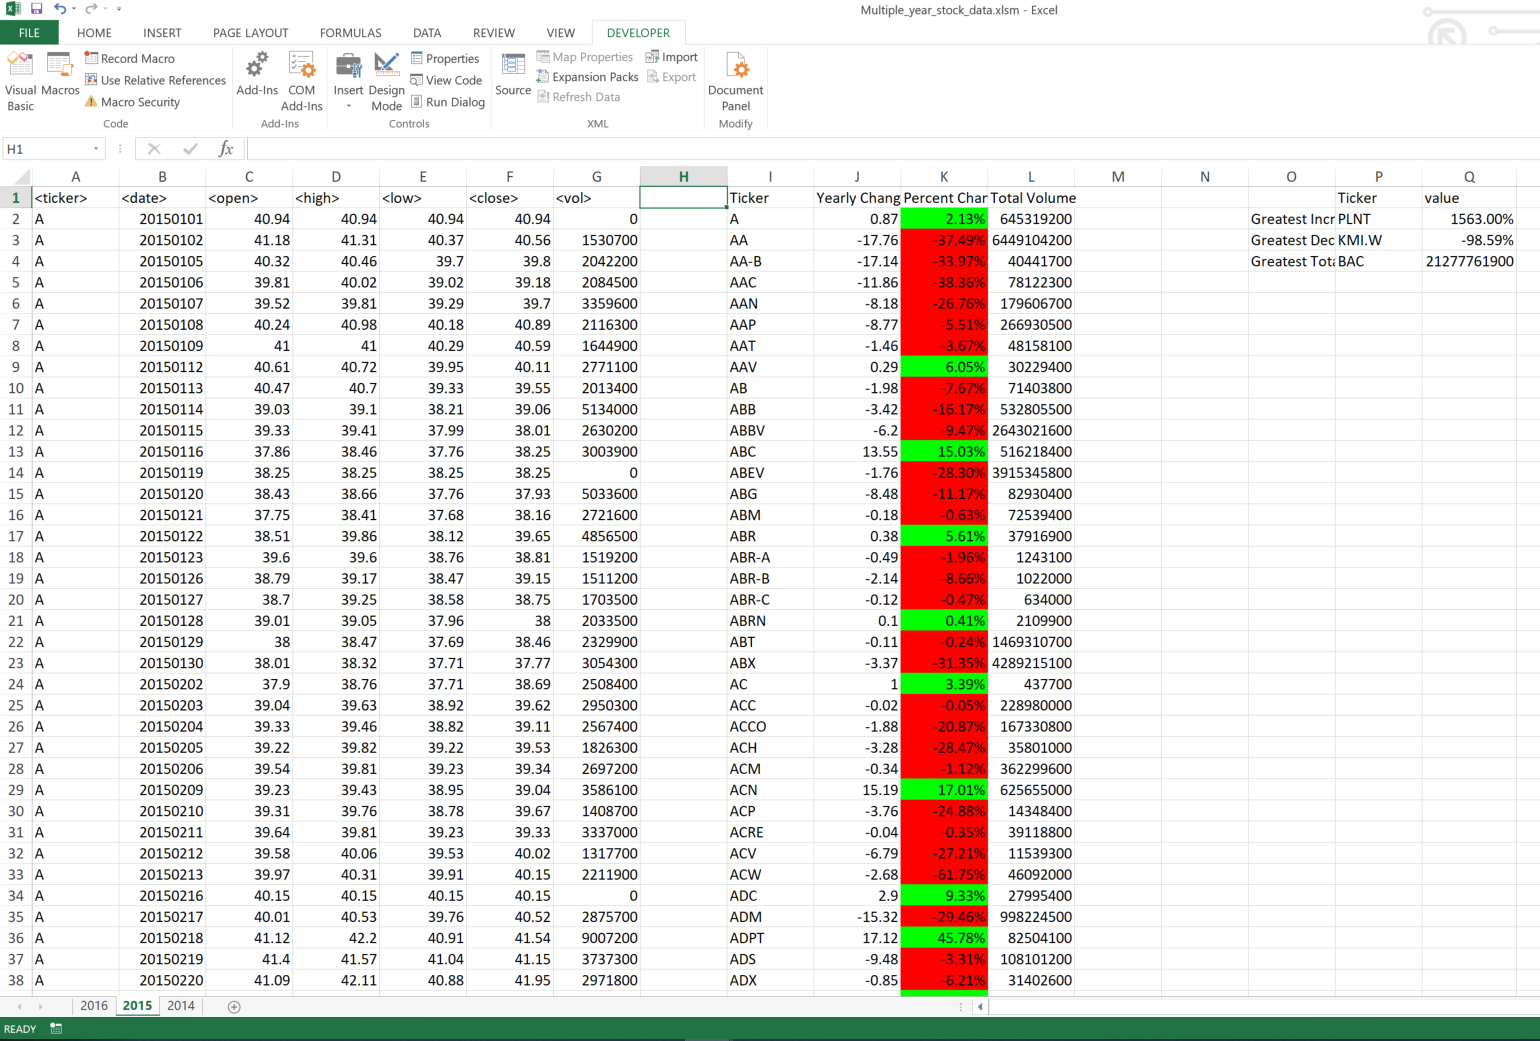 Multiple_year_stock_data.xlsm - Excel
FILE HOME INSERT PAGE LAYOUT FORMULAS DATA REVIEW VIEW DEVELOPER
Visual Basic
Macros
Record Macro
Use Relative References
Macro Security
Code
Add-Ins
COM Add-Ins
Add-Ins
Insert
Design Mode
Properties
View Code
Run Dialog
Controls
Source
Map Properties
Expansion Packs
Refresh Data
Import
Export
XML
Document Panel
Modify
H1 fx
A B C D E F G H I J K L M N O P Q
1 <ticker> <date> <open> <high> <low> <close> <vol> Ticker Yearly Chang Percent Char Total Volume Ticker value
2 A 20150101 40.94 40.94 40.94 40.94 0 A 0.87 2.13% 645319200 Greatest Incr PLNT 1563.00%
3 A 20150102 41.18 41.31 40.37 40.56 1530700 AA -17.76 -37.49% 6449104200 Greatest Dec KMI.W -98.59%
4 A 20150105 40.32 40.46 39.7 39.8 2042200 AA-B -17.14 -33.97% 40441700 Greatest Tota BAC 21277761900
5 A 20150106 39.81 40.02 39.02 39.18 2084500 AAC -11.86 -38.36% 78122300
6 A 20150107 39.52 39.81 39.29 39.7 3359600 AAN -8.18 -26.76% 179606700
7 A 20150108 40.24 40.98 40.18 40.89 2116300 AAP -8.77 -5.51% 266930500
8 A 20150109 41 41 40.29 40.59 1644900 AAT -1.46 -3.67% 48158100
9 A 20150112 40.61 40.72 39.95 40.11 2771100 AAV 0.29 6.05% 30229400
10 A 20150113 40.47 40.7 39.33 39.55 2013400 AB -1.98 -7.67% 71403800
11 A 20150114 39.03 39.1 38.21 39.06 5134000 ABB -3.42 -16.17% 532805500
12 A 20150115 39.33 39.41 37.99 38.01 2630200 ABBV -6.2 -9.47% 2643021600
13 A 20150116 37.86 38.46 37.76 38.25 3003900 ABC 13.55 15.03% 516218400
14 A 20150119 38.25 38.25 38.25 38.25 0 ABEV -1.76 -28.30% 3915345800
15 A 20150120 38.43 38.66 37.76 37.93 5033600 ABG -8.48 -11.17% 82930400
16 A 20150121 37.75 38.41 37.68 38.16 2721600 ABM -0.18 -0.63% 72539400
17 A 20150122 38.51 39.86 38.12 39.65 4856500 ABR 0.38 5.61% 37916900
18 A 20150123 39.6 39.6 38.76 38.81 1519200 ABR-A -0.49 -1.96% 1243100
19 A 20150126 38.79 39.17 38.47 39.15 1511200 ABR-B -2.14 -8.66% 1022000
20 A 20150127 38.7 39.25 38.58 38.75 1703500 ABR-C -0.12 -0.47% 634000
21 A 20150128 39.01 39.05 37.96 38 2033500 ABRN 0.1 0.41% 2109900
22 A 20150129 38 38.47 37.69 38.46 2329900 ABT -0.11 -0.24% 1469310700
23 A 20150130 38.01 38.32 37.71 37.77 3054300 ABX -3.37 -31.35% 4289215100
24 A 20150202 37.9 38.76 37.71 38.69 2508400 AC 1 3.39% 437700
25 A 20150203 39.04 39.63 38.92 39.62 2950300 ACC -0.02 -0.05% 228980000
26 A 20150204 39.33 39.46 38.82 39.11 2567400 ACCO -1.88 -20.87% 167330800
27 A 20150205 39.22 39.82 39.22 39.53 1826300 ACH -3.28 -28.47% 35801000
28 A 20150206 39.54 39.81 39.23 39.34 2697200 ACM -0.34 -1.12% 362299600
29 A 20150209 39.23 39.43 38.95 39.04 3586100 ACN 15.19 17.01% 625655000
30 A 20150210 39.31 39.76 38.78 39.67 1408700 ACP -3.76 -24.88% 14348400
31 A 20150211 39.64 39.81 39.23 39.33 3337000 ACRE -0.04 -0.35% 39118800
32 A 20150212 39.58 40.06 39.53 40.02 1317700 ACV -6.79 -27.21% 11539300
33 A 20150213 39.97 40.31 39.91 40.15 2211900 ACW -2.68 -61.75% 46092000
34 A 20150216 40.15 40.15 40.15 40.15 0 ADC 2.9 9.33% 27995400
35 A 20150217 40.01 40.53 39.76 40.52 2875700 ADM -15.32 -29.46% 998224500
36 A 20150218 41.12 42.2 40.91 41.54 9007200 ADPT 17.12 45.78% 82504100
37 A 20150219 41.4 41.57 41.04 41.15 3737300 ADS -9.48 -3.31% 108101200
38 A 20150220 41.09 42.11 40.88 41.95 2971800 ADX -0.85 -6.21% 31402600
2016 2015 2014
READY